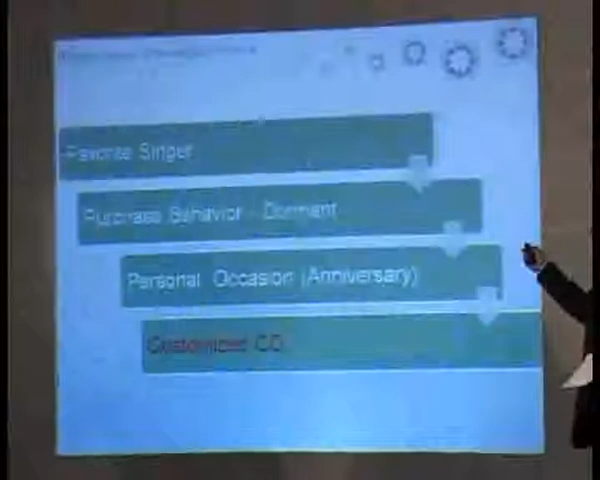 Favorite Singer
Purchase Behavior - Dormant
Personal Occasion (Anniversary)
Customized CD